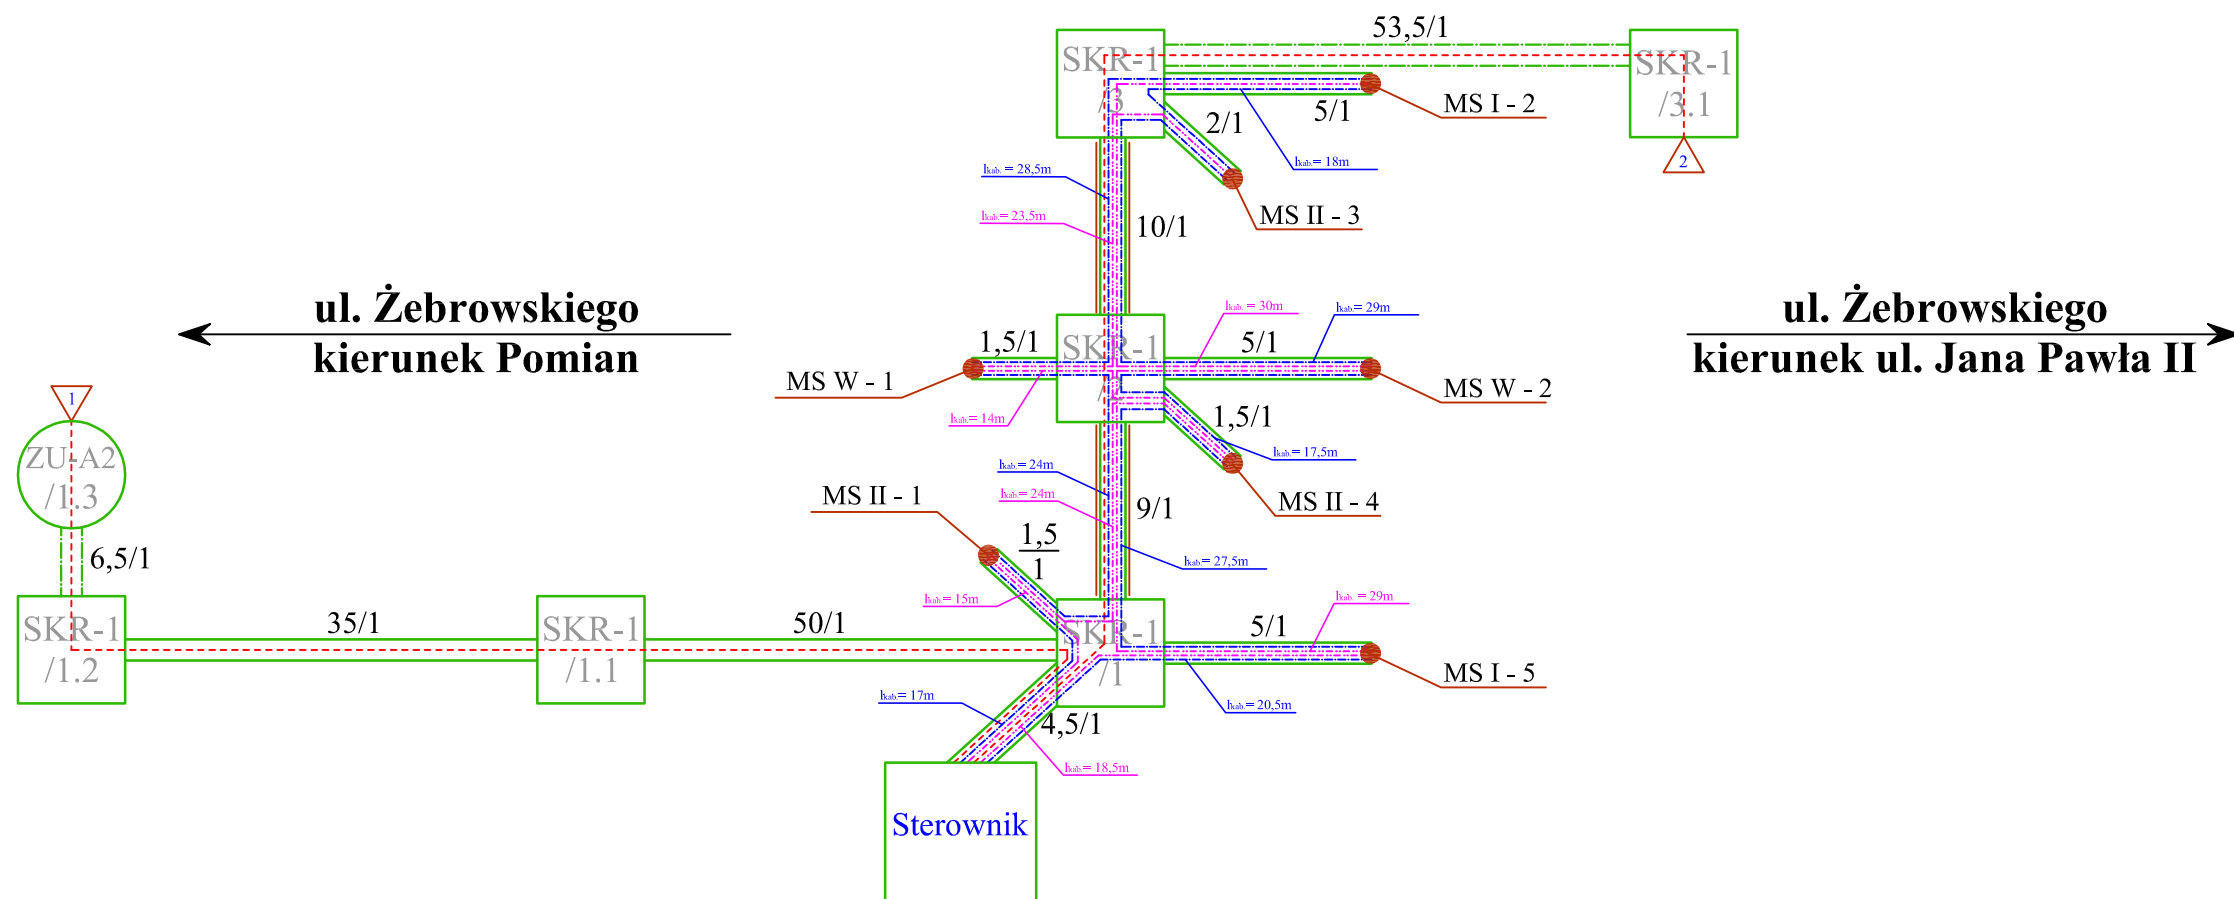 53,5/1
SKR-1
/3
SKR-1
/3.1
MS I - 2
5/1
2/1
lkab.= 18m
2
lkab.= 28,5m
lkab.= 23,5m
MS II - 3
10/1
ul. Żebrowskiego
kierunek Pomian
ul. Żebrowskiego
kierunek ul. Jana Pawła II
lkab.= 30m
lkab.= 29m
1,5/1
SKR-1
/2
5/1
MS W - 1
MS W - 2
lkab.= 14m
1,5/1
lkab.= 17,5m
1
ZU-A2
/1.3
lkab.= 24m
lkab.= 24m
MS II - 1
9/1
MS II - 4
1,5
1
6,5/1
lkab.= 27,5m
lkab.= 15m
lkab.= 29m
SKR-1
/1.2
35/1
SKR-1
/1.1
50/1
SKR-1
/1
5/1
MS I - 5
lkab.= 17m
lkab.= 20,5m
4,5/1
lkab.= 18,5m
Sterownik